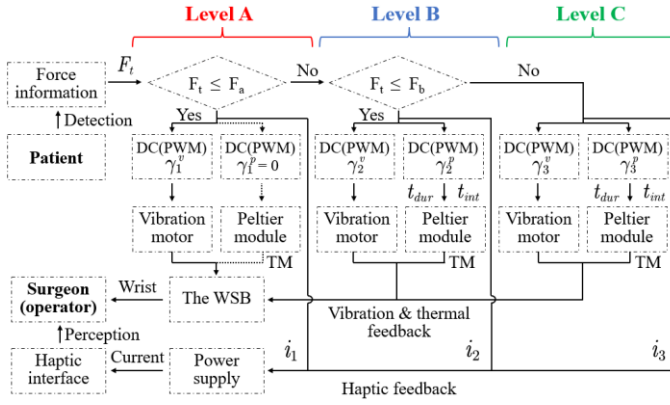 Level A
Level B
Level C
Force
information
F_t
F_t ≤ F_a
No
F_t ≤ F_b
No
Detection
Yes
Yes
Patient
DC(PWM)
γ_1^v
DC(PWM)
γ_1^p = 0
DC(PWM)
γ_2^v
DC(PWM)
γ_2^p
DC(PWM)
γ_3^v
DC(PWM)
γ_3^p
t_dur
t_int
t_dur
t_int
Vibration
motor
Peltier
module
Vibration
motor
Peltier
module
Vibration
motor
Peltier
module
TM
TM
TM
Surgeon
(operator)
Wrist
The WSB
Vibration & thermal
feedback
Perception
Haptic
interface
Current
Power
supply
i_1
i_2
i_3
Haptic feedback